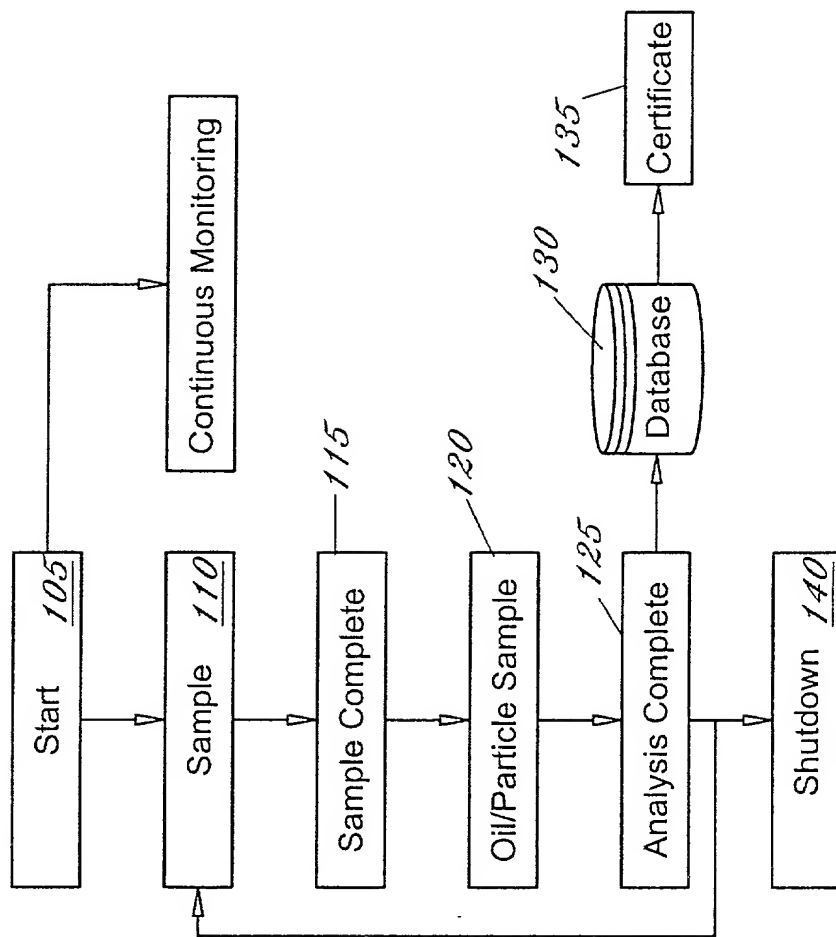 Start
105
Continuous Monitoring
Sample
110
Sample Complete
115
Oil/Particle Sample
120
Analysis Complete
125
Database
130
Certificate
135
Shutdown
140